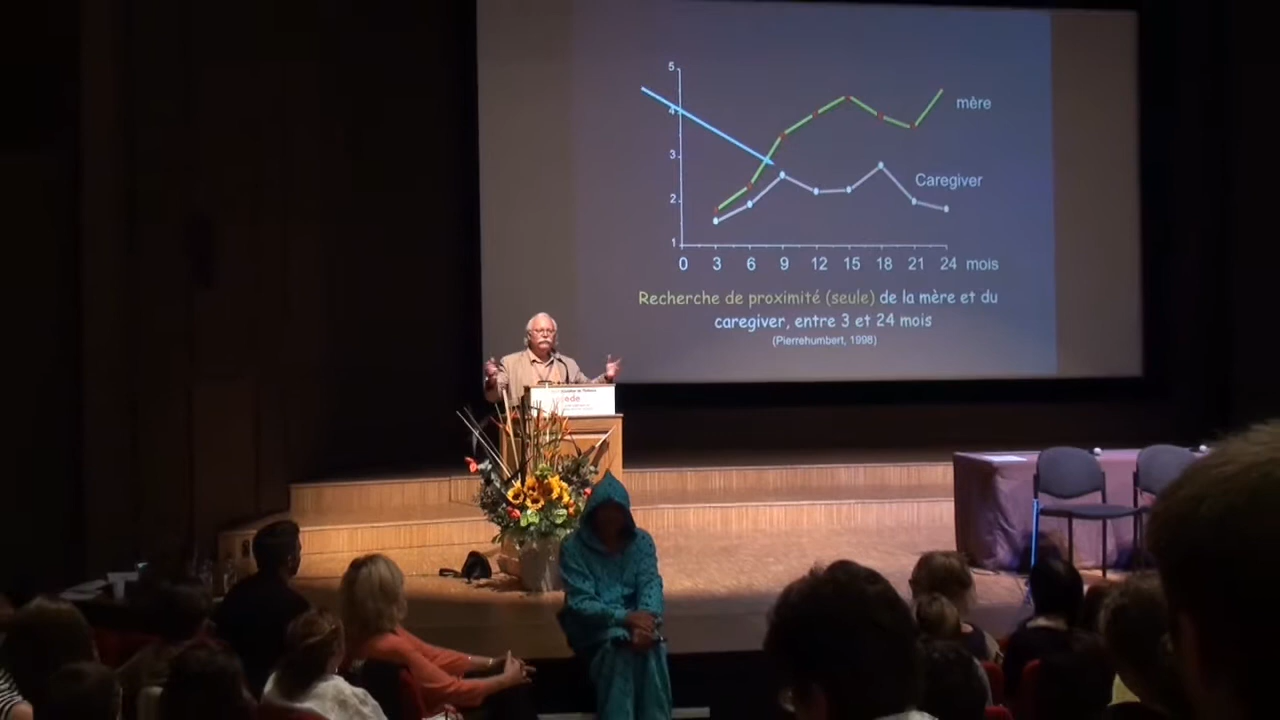 5
mère
4
3
Caregiver
2
1
0 3 6 9 12 15 18 21 24 mois
Recherche de proximité (seule) de la mère et du
caregiver, entre 3 et 24 mois
(Pierrehumbert, 1998)